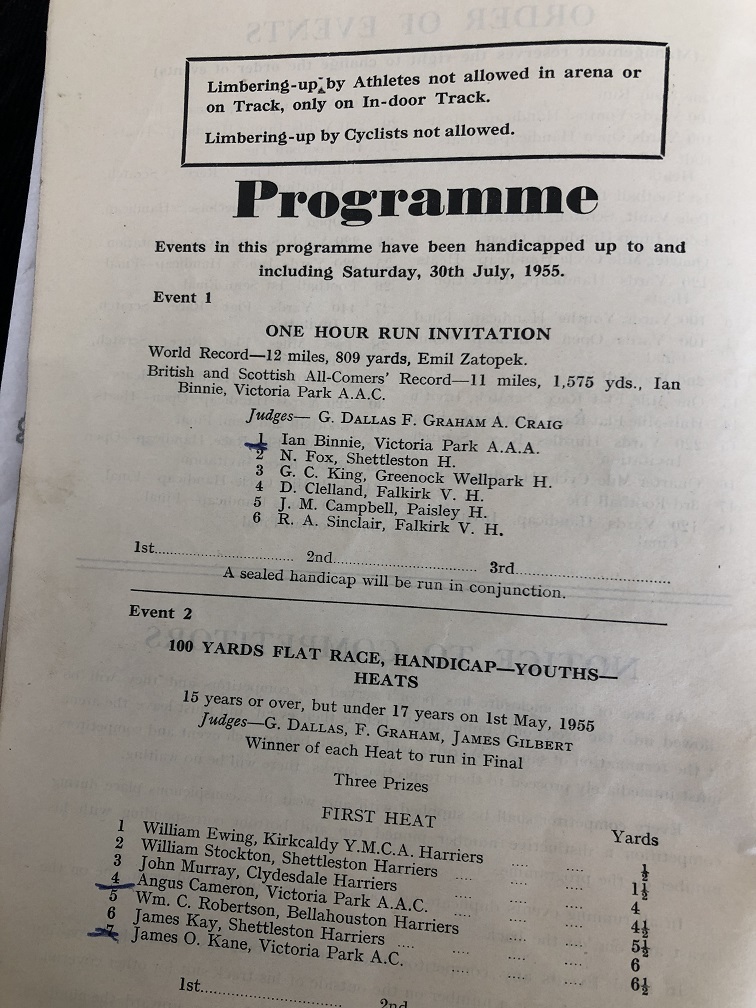 Limbering-up by Athletes not allowed in arena or
on Track, only on In-door Track.
Limbering-up by Cyclists not allowed.
Programme
Events in this programme have been handicapped up to and
including Saturday, 30th July, 1955.
Event 1
ONE HOUR RUN INVITATION
World Record—12 miles, 809 yards, Emil Zatopek.
British and Scottish All-Comers' Record—11 miles, 1,575 yds., Ian
Binnie, Victoria Park A.A.C.
Judges— G. DALLAS F. GRAHAM A. CRAIG
1 Ian Binnie, Victoria Park A.A.A.
2 N. Fox, Shettleston H.
3 G. C. King, Greenock Wellpark H.
4 D. Clelland, Falkirk V. H.
5 J. M. Campbell, Paisley H.
6 R. A. Sinclair, Falkirk V. H.
1st.............................. 2nd.............................. 3rd..............................
A sealed handicap will be run in conjunction.
Event 2
100 YARDS FLAT RACE, HANDICAP—YOUTHS—
HEATS
15 years or over, but under 17 years on 1st May, 1955
Judges—G. DALLAS, F. GRAHAM, JAMES GILBERT
Winner of each Heat to run in Final
Three Prizes
FIRST HEAT
Yards
1 William Ewing, Kirkcaldy Y.M.C.A. Harriers .... .... ½
2 William Stockton, Shettleston Harriers .... .... 1½
3 John Murray, Clydesdale Harriers .... .... 4
4 Angus Cameron, Victoria Park A.A.C. .... .... 4½
5 Wm. C. Robertson, Bellahouston Harriers .... .... 5½
6 James Kay, Shettleston Harriers .... .... .... 6
7 James O. Kane, Victoria Park A.C. .... .... .... 6½
1st.............................. 2nd